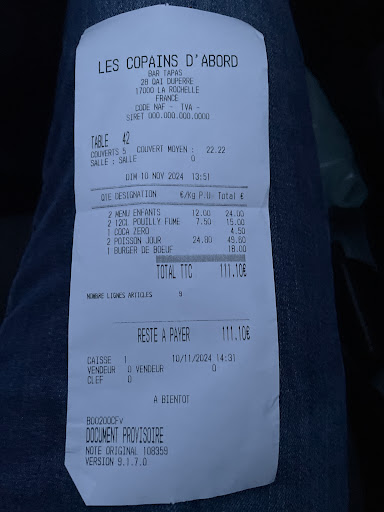 LES COPAINS D'ABORD
BAR TAPAS
28 QAI DUPERRE
17000 LA ROCHELLE
FRANCE
CODE NAF - TVA -
SIRET 000.000.000.0000
TABLE 42
COUVERTS 5 COUVERT MOYEN : 22.22
SALLE : SALLE 0
DIM 10 NOV 2024 13:51
QTE DESIGNATION €/Kg P.U. Total €
2 MENU ENFANTS 12.00 24.00
2 12CL POUILLY FUME 7.50 15.00
1 COCA ZERO 4.50
2 POISSON JOUR 24.80 49.60
1 BURGER DE BOEUF 18.00
TOTAL TTC 111.10€
NOMBRE LIGNES ARTICLES 9
RESTE A PAYER 111.10€
CAISSE 1 10/11/2024 14:31
VENDEUR 0 VENDEUR 0
CLEF 0
A BIENTOT
BDO200CFv
DOCUMENT PROVISOIRE
NOTE ORIGINAL 108359
VERSION 9.1.7.0